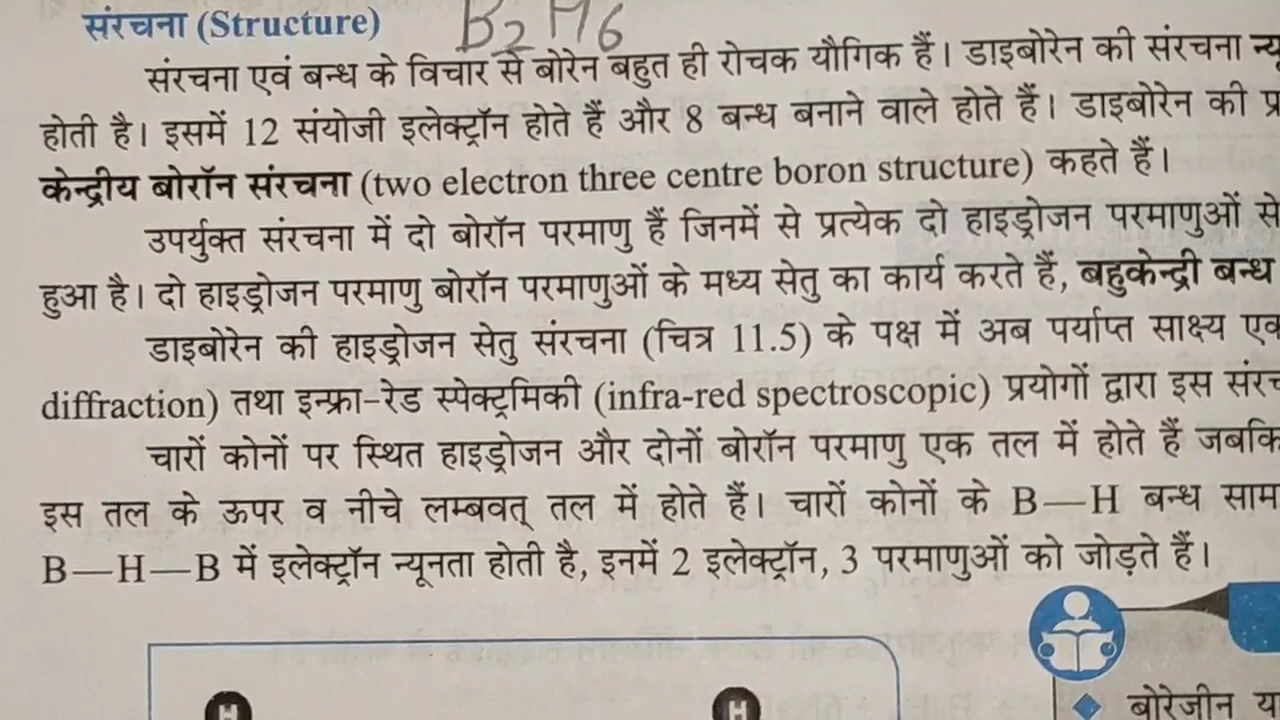 संरचना (Structure) B2H6
संरचना एवं बन्ध के विचार से बोरेन बहुत ही रोचक यौगिक हैं। डाइबोरेन की संरचना
होती है। इसमें 12 संयोजी इलेक्ट्रॉन होते हैं और 8 बन्ध बनाने वाले होते हैं। डाइबोरेन की
केन्द्रीय बोरॉन संरचना (two electron three centre boron structure) कहते हैं।
उपर्युक्त संरचना में दो बोरॉन परमाणु हैं जिनमें से प्रत्येक दो हाइड्रोजन परमाणुओं से
हुआ है। दो हाइड्रोजन परमाणु बोरॉन परमाणुओं के मध्य सेतु का कार्य करते हैं, बहुकेन्द्री बन्ध
डाइबोरेन की हाइड्रोजन सेतु संरचना (चित्र 11.5) के पक्ष में अब पर्याप्त साक्ष्य
diffraction) तथा इन्फ्रा-रेड स्पेक्ट्रमिकी (infra-red spectroscopic) प्रयोगों द्वारा इस
चारों कोनों पर स्थित हाइड्रोजन और दोनों बोरॉन परमाणु एक तल में होते हैं जबकि
इस तल के ऊपर व नीचे लम्बवत् तल में होते हैं। चारों कोनों के B—H बन्ध
B—H—B में इलेक्ट्रॉन न्यूनता होती है, इनमें 2 इलेक्ट्रॉन, 3 परमाणुओं को जोड़ते हैं।
H H
बोरेजीन